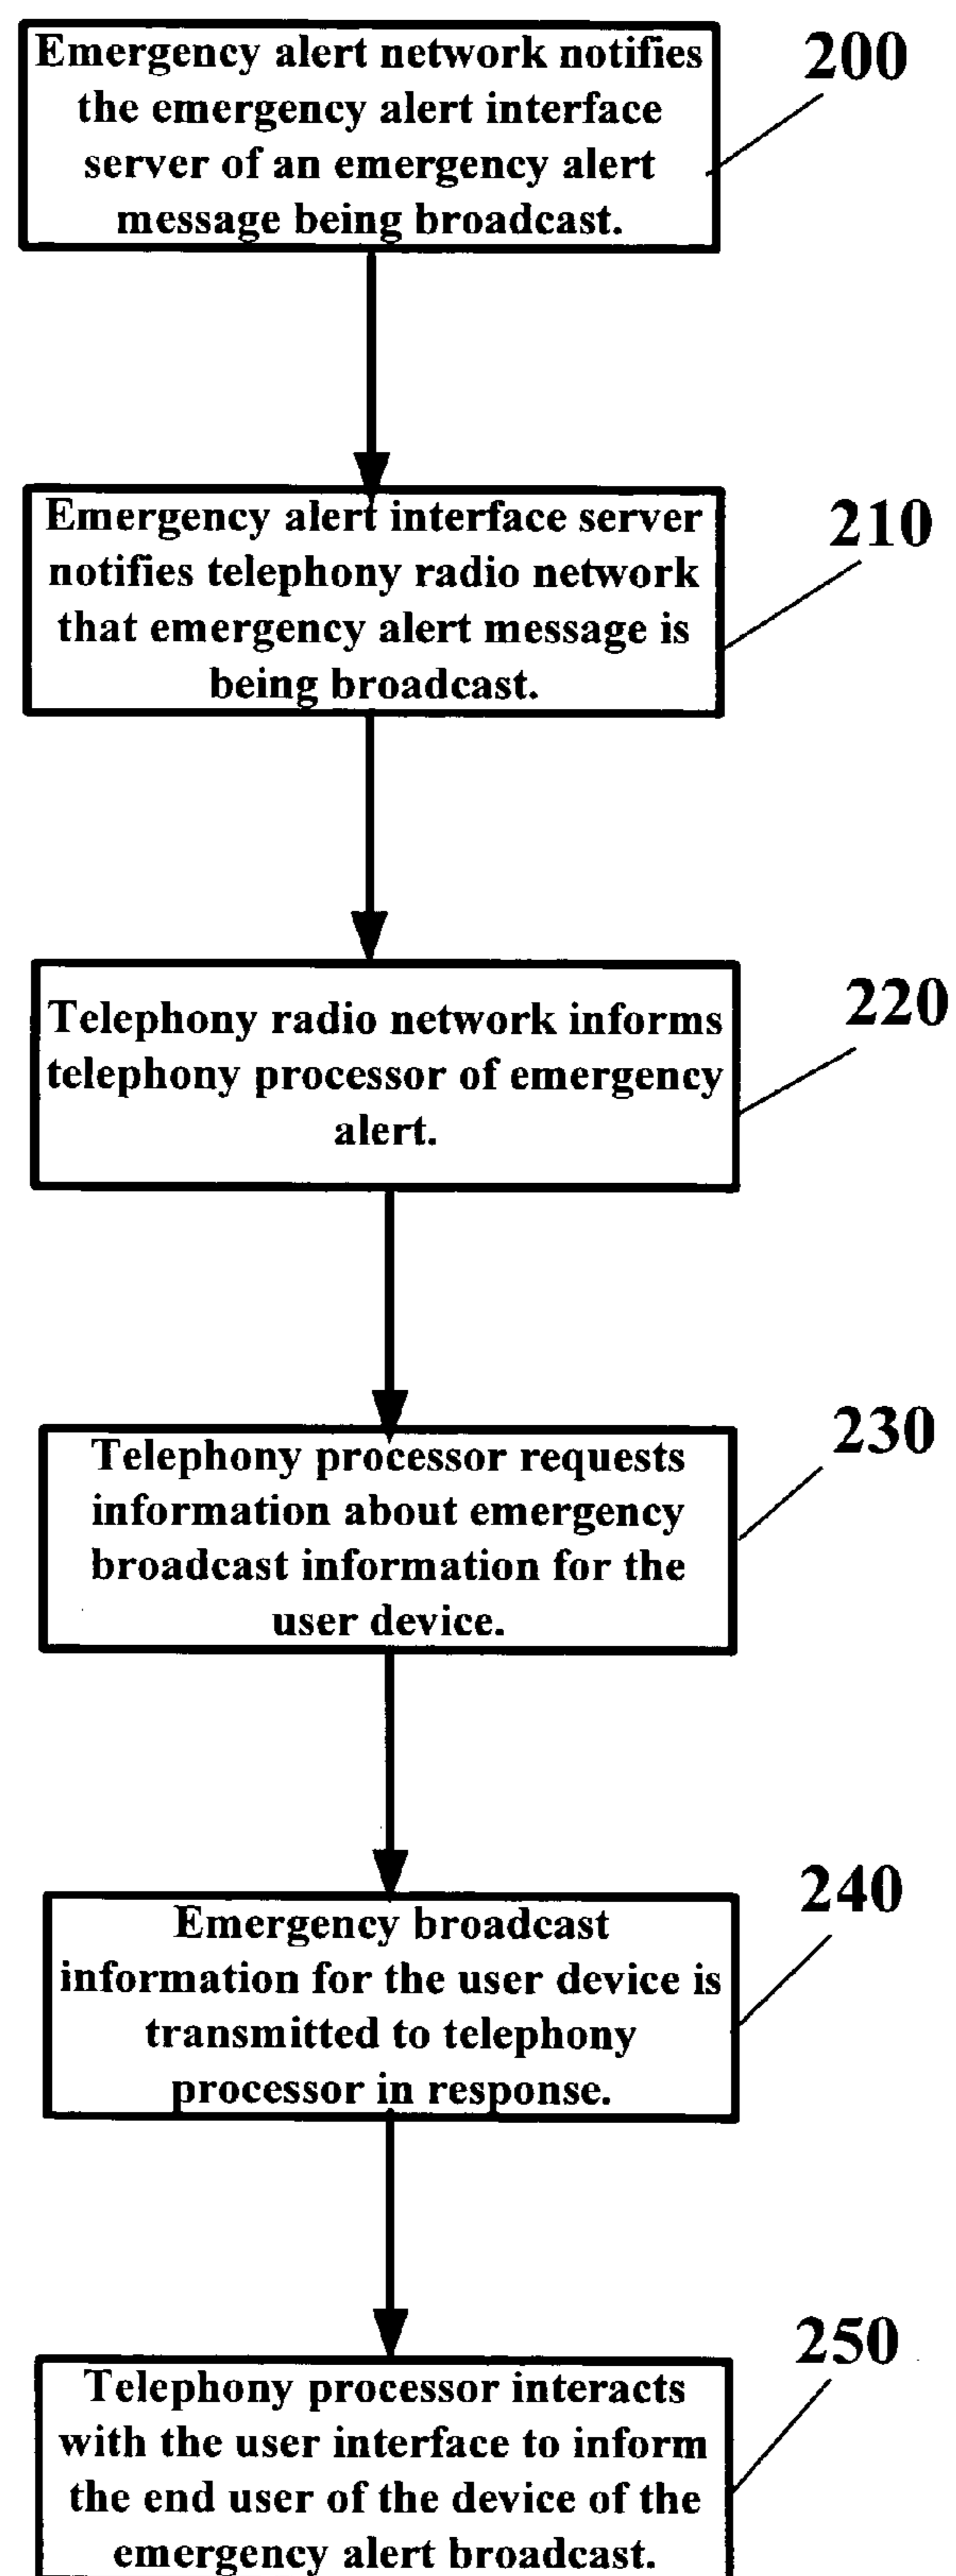 Emergency alert network notifies
the emergency alert interface
server of an emergency alert
message being broadcast.
200
Emergency alert interface server
notifies telephony radio network
that emergency alert message is
being broadcast.
210
Telephony radio network informs
telephony processor of emergency
alert.
220
Telephony processor requests
information about emergency
broadcast information for the
user device.
230
Emergency broadcast
information for the user device is
transmitted to telephony
processor in response.
240
Telephony processor interacts
with the user interface to inform
the end user of the device of the
emergency alert broadcast.
250